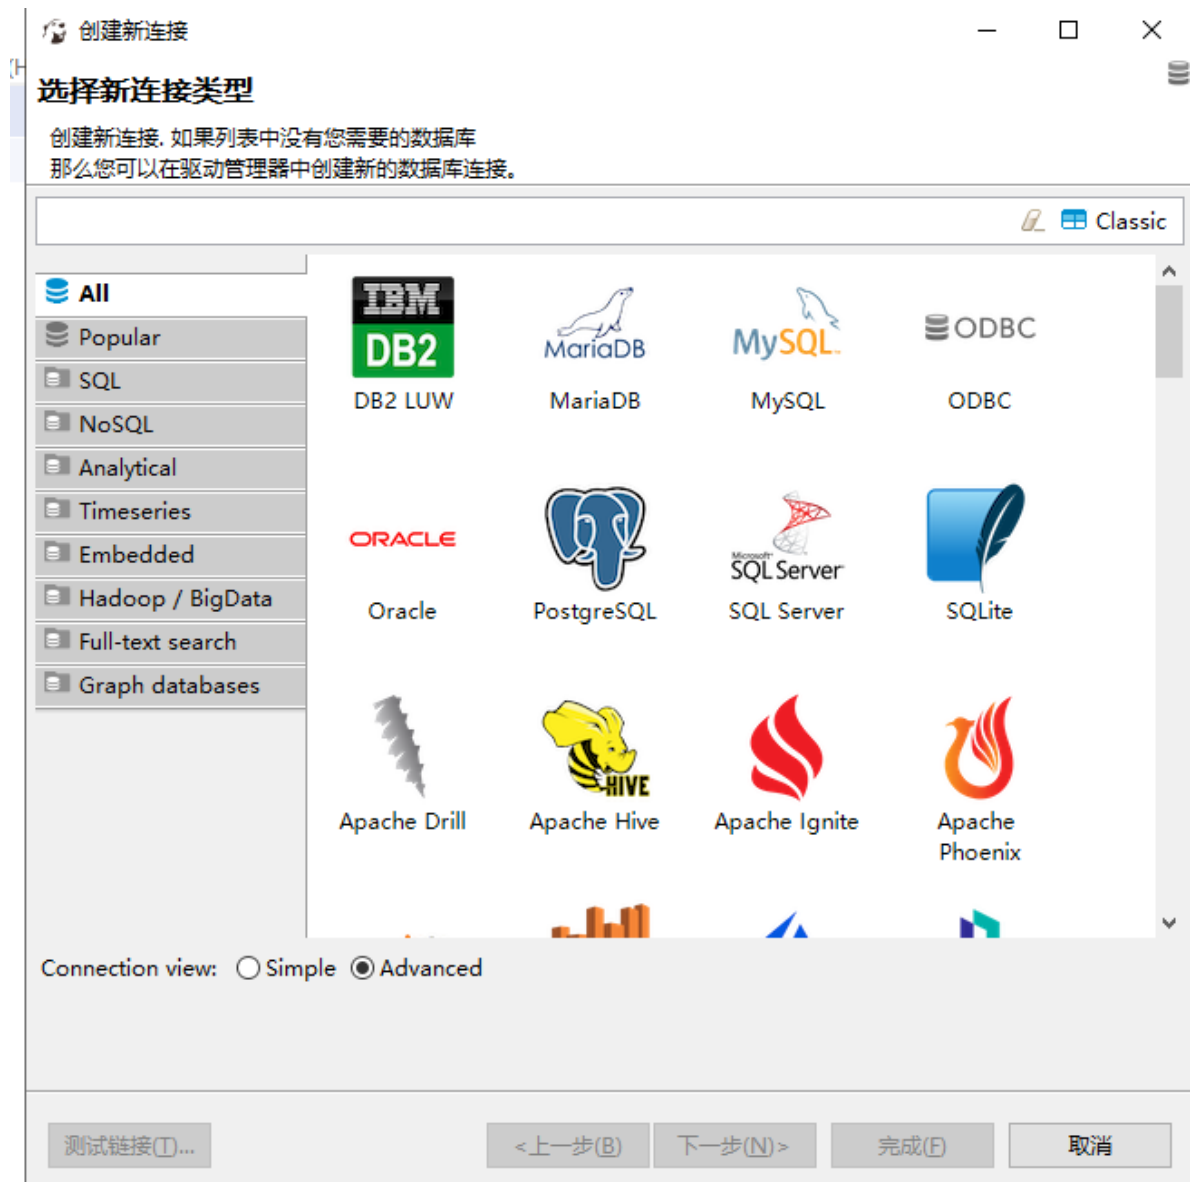 创建新连接
(H
选择新连接类型
创建新连接. 如果列表中没有您需要的数据库
那么您可以在驱动管理器中创建新的数据库连接。
Classic
All
Popular
SQL
NoSQL
Analytical
Timeseries
Embedded
Hadoop / BigData
Full-text search
Graph databases
IBM
DB2
MariaDB
MySQL
ODBC
DB2 LUW
MariaDB
MySQL
ODBC
ORACLE
Microsoft
SQL Server
Oracle
PostgreSQL
SQL Server
SQLite
HIVE
Apache Drill
Apache Hive
Apache Ignite
Apache
Phoenix
Connection view: Simple Advanced
测试链接(T)...
<上一步(B)
下一步(N)>
完成(F)
取消